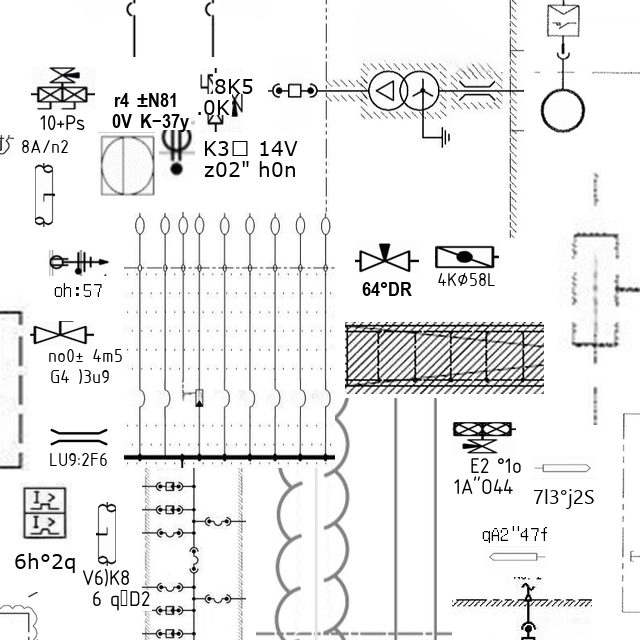 8K5
r4 ±N81
0K
10+Ps
0V K-37y
8A/n2
K3□ 14V
z02" h0n
oh:57
64°DR
4KØ58L
no0± 4m5
G4 )3u9
LU9:2F6
E2 °1o
1A"O44
7l3°j2S
qA2"47f
6h°2q
V6)K8
6 q▯D2